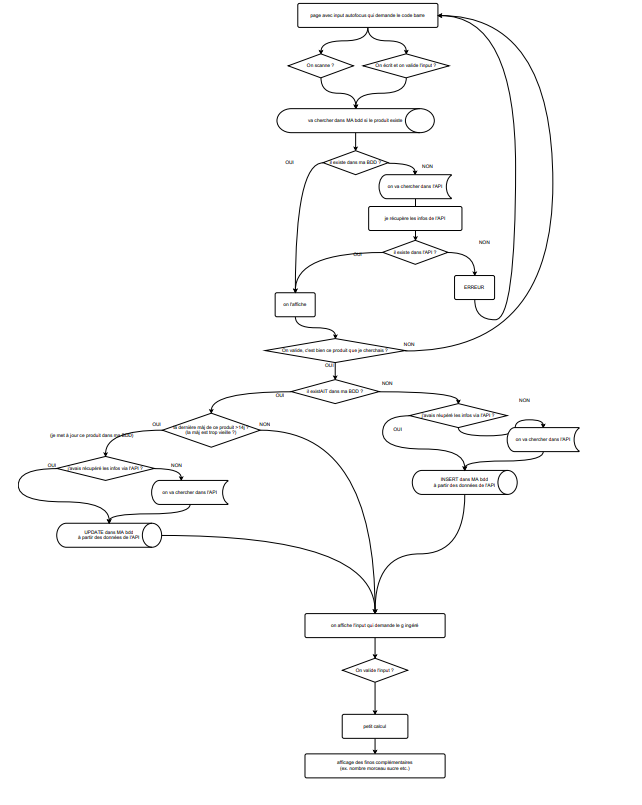 page avec input autofocus qui demande le code barre
On scanne ?
On écrit et on valide l'input ?
va chercher dans MA bdd si le produit existe
OUI
il existe dans ma BDD ?
NON
on va chercher dans l'API
je récupère les infos de l'API
OUI
il existe dans l'API ?
NON
ERREUR
on l'affiche
On valide, c'est bien ce produit que je cherchais ?
NON
OUI
il existAIT dans ma BDD ?
NON
OUI
la dernière màj de ce produit > 14j ?
(la màj est trop vieille ?)
OUI
NON
(je met à jour ce produit dans ma BDD)
j'avais récupéré les infos via l'API ?
NON
OUI
on va chercher dans l'API
OUI
j'avais récupéré les infos via l'API ?
NON
on va chercher dans l'API
INSERT dans MA bdd
à partir des données de l'API
UPDATE dans MA bdd
à partir des données de l'API
on affiche l'input qui demande le g ingéré
On valide l'input ?
petit calcul
afficage des finos complémentaires
(ex. nombre morceau sucre etc.)